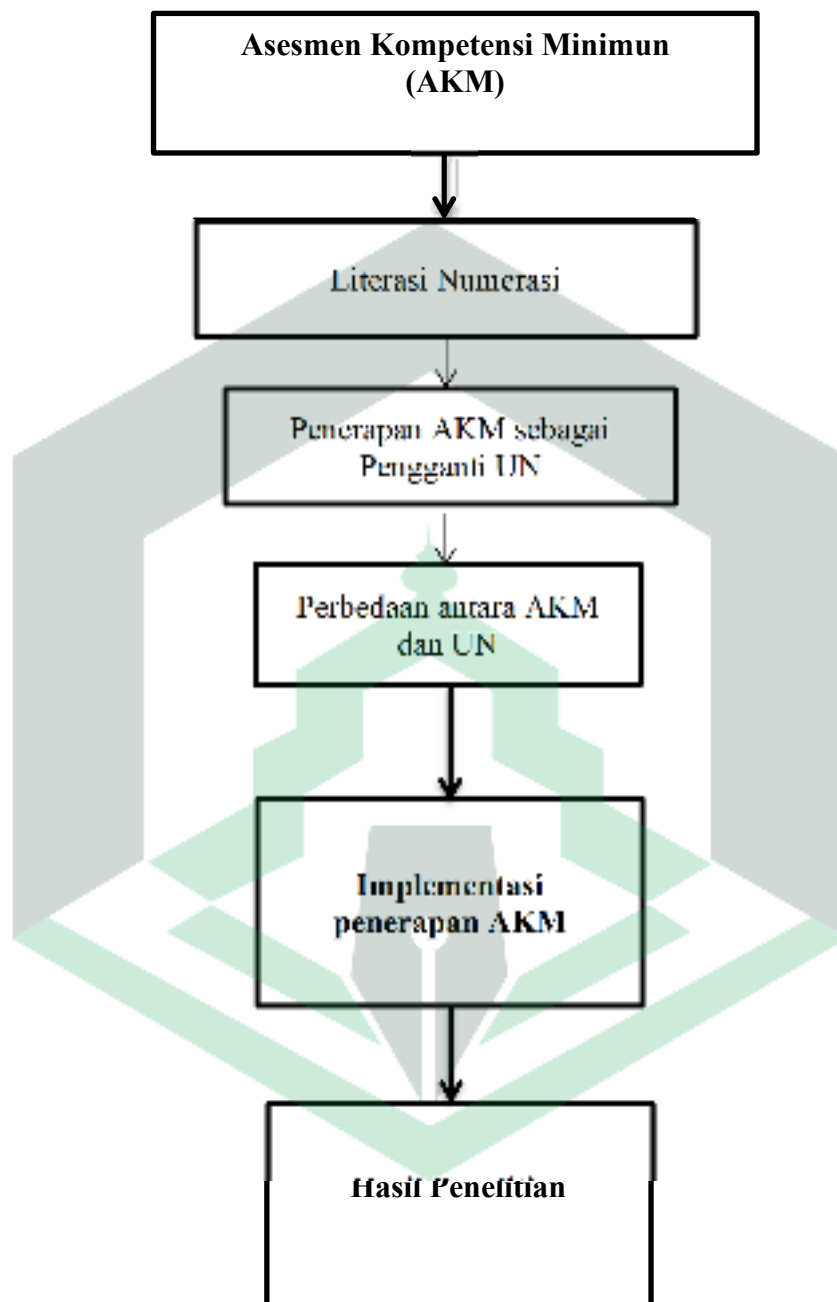 Asesmen Kompetensi Minimun
(AKM)
Literasi Numerasi
Penerapan AKM sebagai
Pengganti UN
Perbedaan antara AKM
dan UN
Implementasi
penerapan AKM
Hasil Penelitian